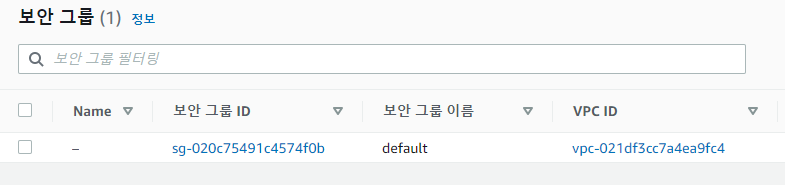 보안 그룹 (1) 정보
보안 그룹 필터링
Name 보안 그룹 ID 보안 그룹 이름 VPC ID
– sg-020c75491c4574f0b default vpc-021df3cc7a4ea9fc4